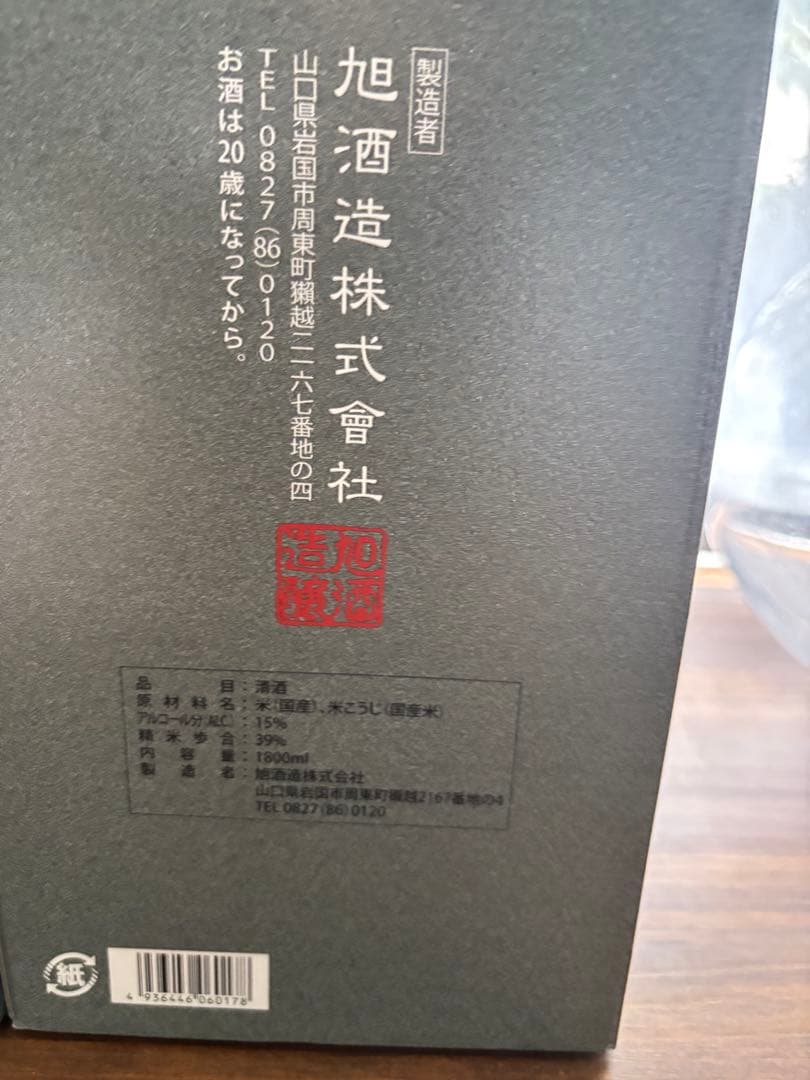 製造者
旭酒造株式會社
山口県岩国市周東町獺越二一六七番地の四
TEL 0827(86)0120
お酒は20歳になってから。
旭酒
造
品目：清酒
原材料名：米(国産)、米こうじ(国産米)
アルコール分(ALC)：15%
精米歩合：39%
内容量：1800ml
製造者：旭酒造株式会社
山口県岩国市周東町獺越2167番地の4
TEL 0827(86)0120
紙
4 936446 060178